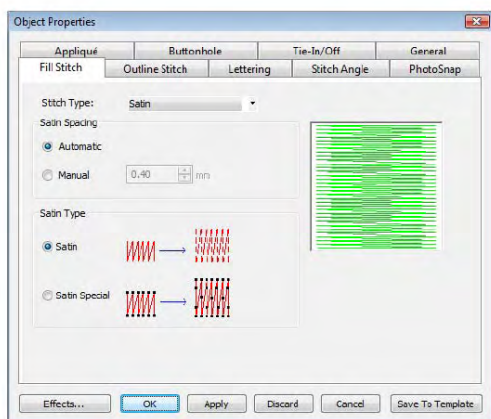 Object Properties
Appliqué Buttonhole Tie-In/Off General
Fill Stitch Outline Stitch Lettering Stitch Angle PhotoSnap
Stitch Type: Satin
Satin Spacing
Automatic
Manual 0.40 mm
Satin Type
Satin
Satin Special
Effects... OK Apply Discard Cancel Save To Template